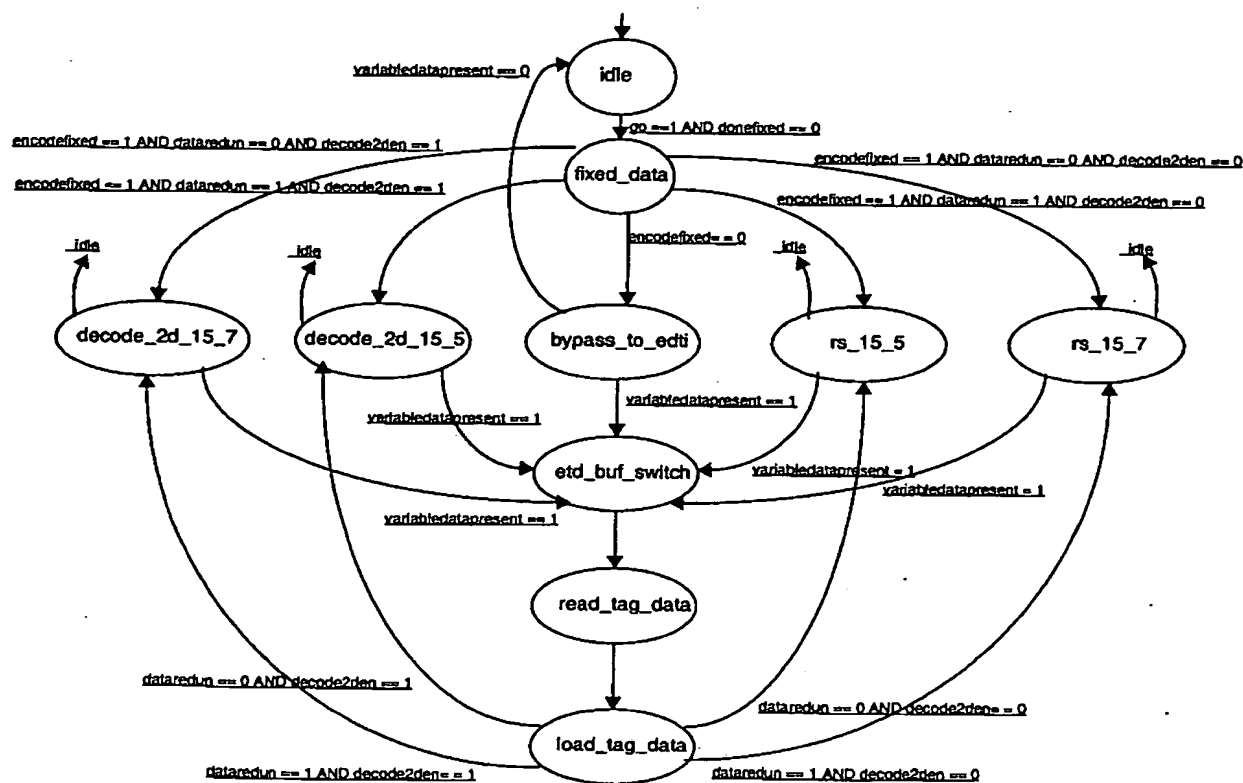 variabledatapresent == 0
idle
go ==1 AND donefixed == 0
encodefixed == 1 AND dataredun == 0 AND decode2den == 1
encodefixed == 1 AND dataredun == 0 AND decode2den == 0
fixed_data
encodefixed == 1 AND dataredun == 1 AND decode2den == 1
encodefixed == 1 AND dataredun == 1 AND decode2den == 0
encodefixed== 0
idle
idle
idle
idle
decode_2d_15_7
decode_2d_15_5
bypass_to_edti
rs_15_5
rs_15_7
variabledatapresent == 1
variabledatapresent == 1
etd_buf_switch
variabledatapresent = 1
variabledatapresent = 1
variabledatapresent == 1
read_tag_data
dataredun == 0 AND decode2den == 1
dataredun == 0 AND decode2den= = 0
load_tag_data
dataredun == 1 AND decode2den= = 1
dataredun == 1 AND decode2den == 0